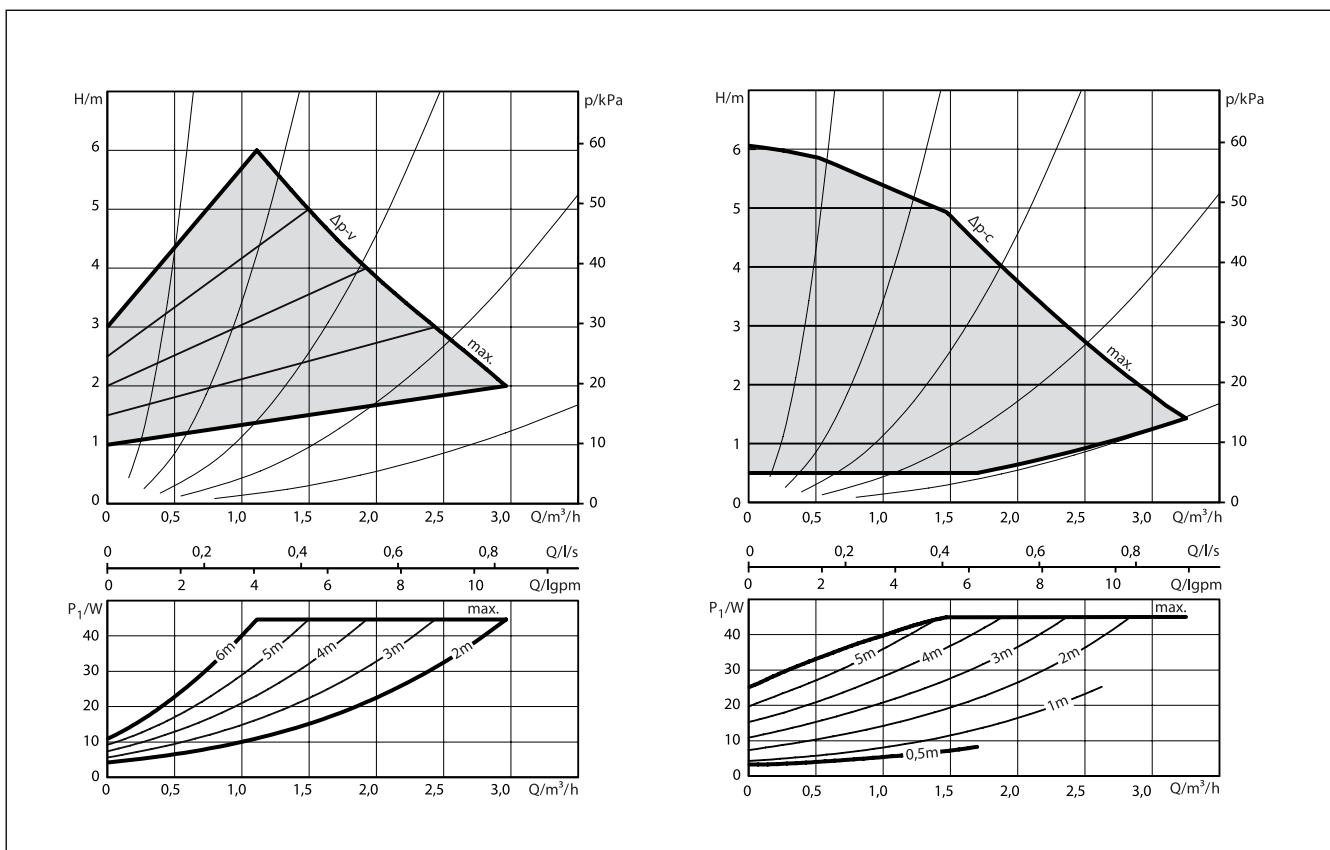 H/m
p/kPa
6
5
4
3
2
1
0
60
50
40
30
20
10
0
Δp-v
max.
0 0,5 1,0 1,5 2,0 2,5 3,0 Q/m³/h
0 0,2 0,4 0,6 0,8 Q/l/s
0 2 4 6 8 10 Q/Igpm
P₁/W
max.
40
30
20
10
0
6m
5m
4m
3m
2m
0 0,5 1,0 1,5 2,0 2,5 3,0 Q/m³/h
H/m
p/kPa
6
5
4
3
2
1
0
60
50
40
30
20
10
0
Δp-c
max.
0 0,5 1,0 1,5 2,0 2,5 3,0 Q/m³/h
0 0,2 0,4 0,6 0,8 Q/l/s
0 2 4 6 8 10 Q/Igpm
P₁/W
max.
40
30
20
10
0
5m
4m
3m
2m
1m
0,5m
0 0,5 1,0 1,5 2,0 2,5 3,0 Q/m³/h